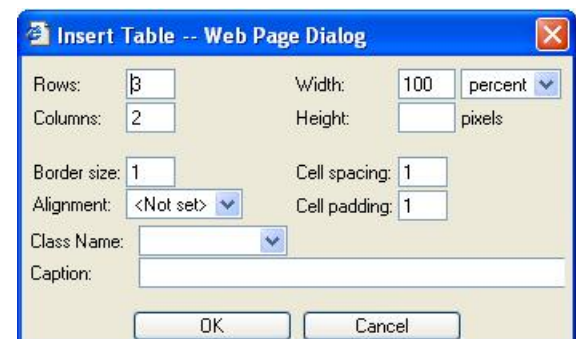 Insert Table -- Web Page Dialog
Rows: 3 Width: 100 percent
Columns: 2 Height: pixels
Border size: 1 Cell spacing: 1
Alignment: <Not set> Cell padding: 1
Class Name:
Caption:
OK Cancel